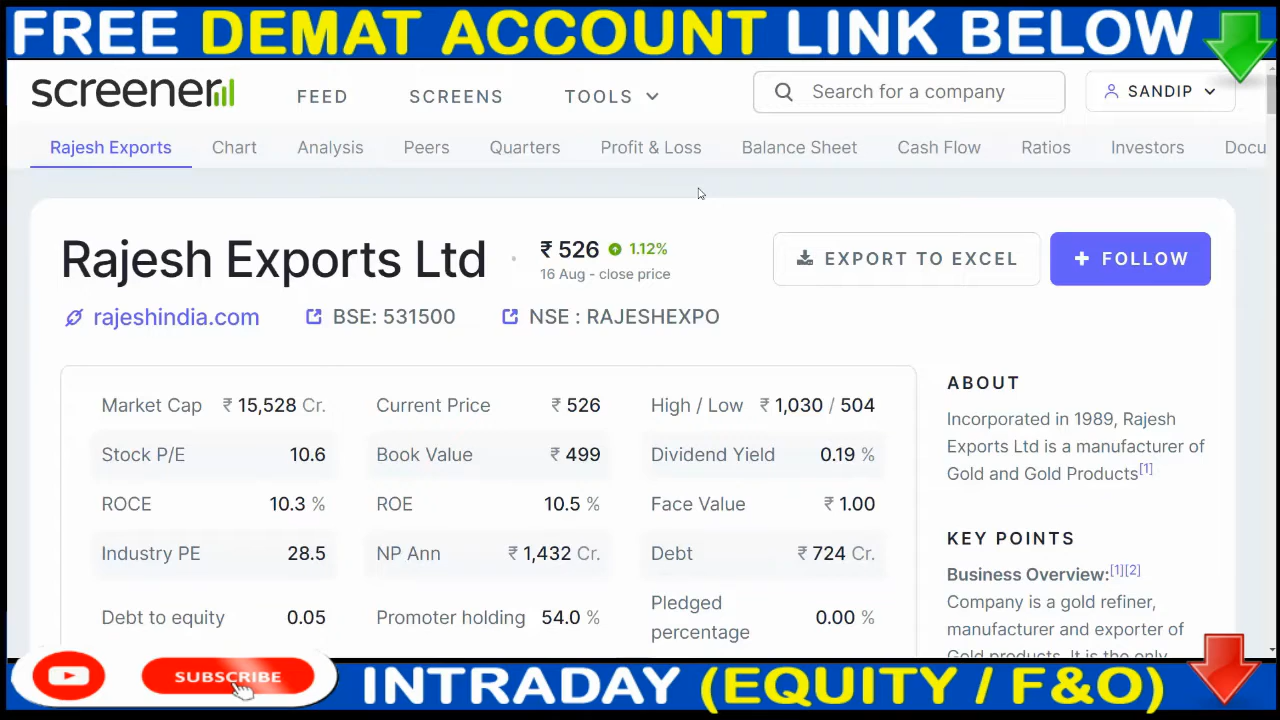 FREE DEMAT ACCOUNT LINK BELOW
screener
FEED SCREENS TOOLS
Search for a company
SANDIP
Rajesh Exports Chart Analysis Peers Quarters Profit & Loss Balance Sheet Cash Flow Ratios Investors Docu
Rajesh Exports Ltd
₹ 526 1.12%
16 Aug - close price
EXPORT TO EXCEL
FOLLOW
rajeshindia.com BSE: 531500 NSE : RAJESHEXPO
Market Cap ₹ 15,528 Cr. Current Price ₹ 526 High / Low ₹ 1,030 / 504
Stock P/E 10.6 Book Value ₹ 499 Dividend Yield 0.19 %
ROCE 10.3 % ROE 10.5 % Face Value ₹ 1.00
Industry PE 28.5 NP Ann ₹ 1,432 Cr. Debt ₹ 724 Cr.
Debt to equity 0.05 Promoter holding 54.0 % Pledged
percentage 0.00 %
ABOUT
Incorporated in 1989, Rajesh
Exports Ltd is a manufacturer of
Gold and Gold Products[1]
KEY POINTS
Business Overview:[1][2]
Company is a gold refiner,
manufacturer and exporter of
Gold products. It is the only
SUBSCRIBE
INTRADAY (EQUITY / F&O)